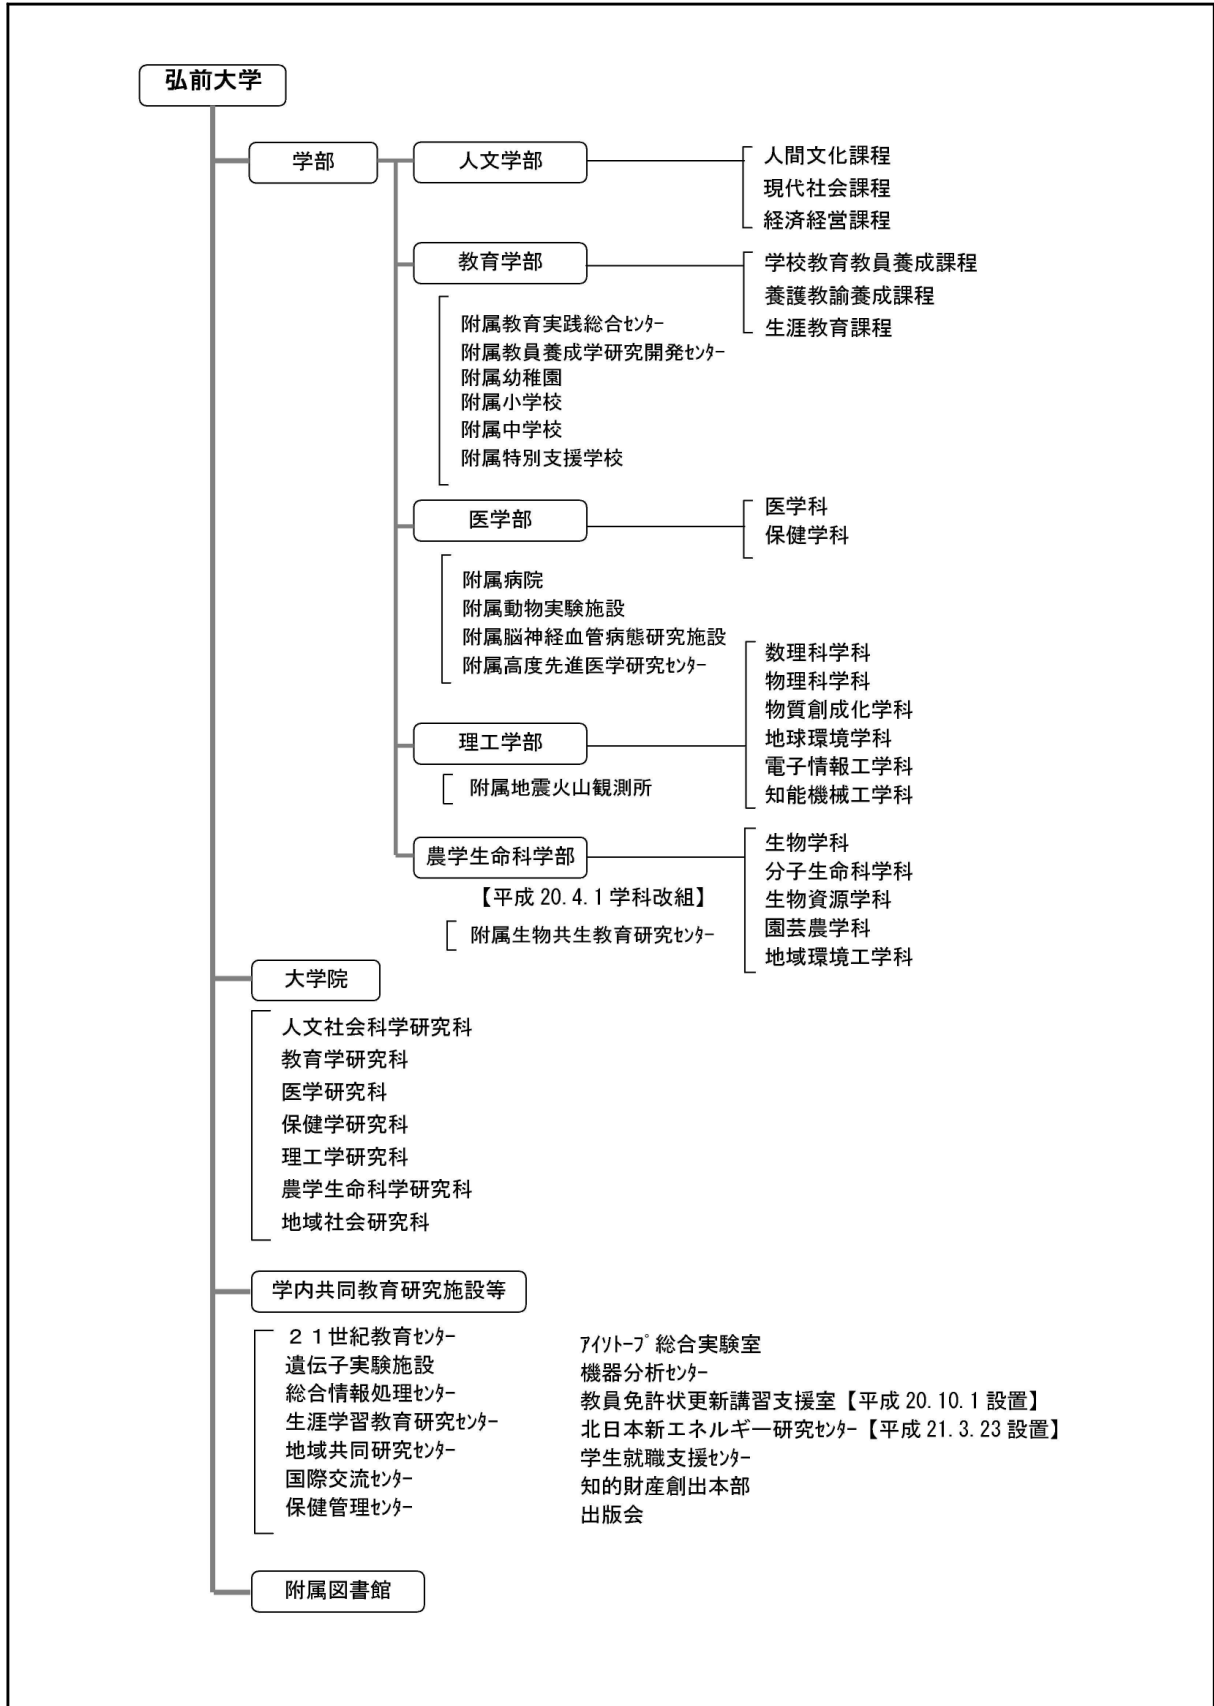 弘前大学
学部
人文学部
人間文化課程
現代社会課程
経済経営課程
教育学部
学校教育教員養成課程
養護教諭養成課程
生涯教育課程
附属教育実践総合ｾﾝﾀｰ
附属教員養成学研究開発ｾﾝﾀｰ
附属幼稚園
附属小学校
附属中学校
附属特別支援学校
医学部
医学科
保健学科
附属病院
附属動物実験施設
附属脳神経血管病態研究施設
附属高度先進医学研究ｾﾝﾀｰ
理工学部
数理科学科
物理科学科
物質創成化学科
地球環境学科
電子情報工学科
知能機械工学科
附属地震火山観測所
農学生命科学部
【平成 20.4.1 学科改組】
生物学科
分子生命科学科
生物資源学科
園芸農学科
地域環境工学科
附属生物共生教育研究ｾﾝﾀｰ
大学院
人文社会科学研究科
教育学研究科
医学研究科
保健学研究科
理工学研究科
農学生命科学研究科
地域社会研究科
学内共同教育研究施設等
２１世紀教育ｾﾝﾀｰ
遺伝子実験施設
総合情報処理ｾﾝﾀｰ
生涯学習教育研究ｾﾝﾀｰ
地域共同研究ｾﾝﾀｰ
国際交流ｾﾝﾀｰ
保健管理ｾﾝﾀｰ
ｱｲｿﾄｰﾌﾟ総合実験室
機器分析ｾﾝﾀｰ
教員免許状更新講習支援室【平成 20.10.1 設置】
北日本新エネルギー研究ｾﾝﾀｰ【平成 21.3.23 設置】
学生就職支援ｾﾝﾀｰ
知的財産創出本部
出版会
附属図書館